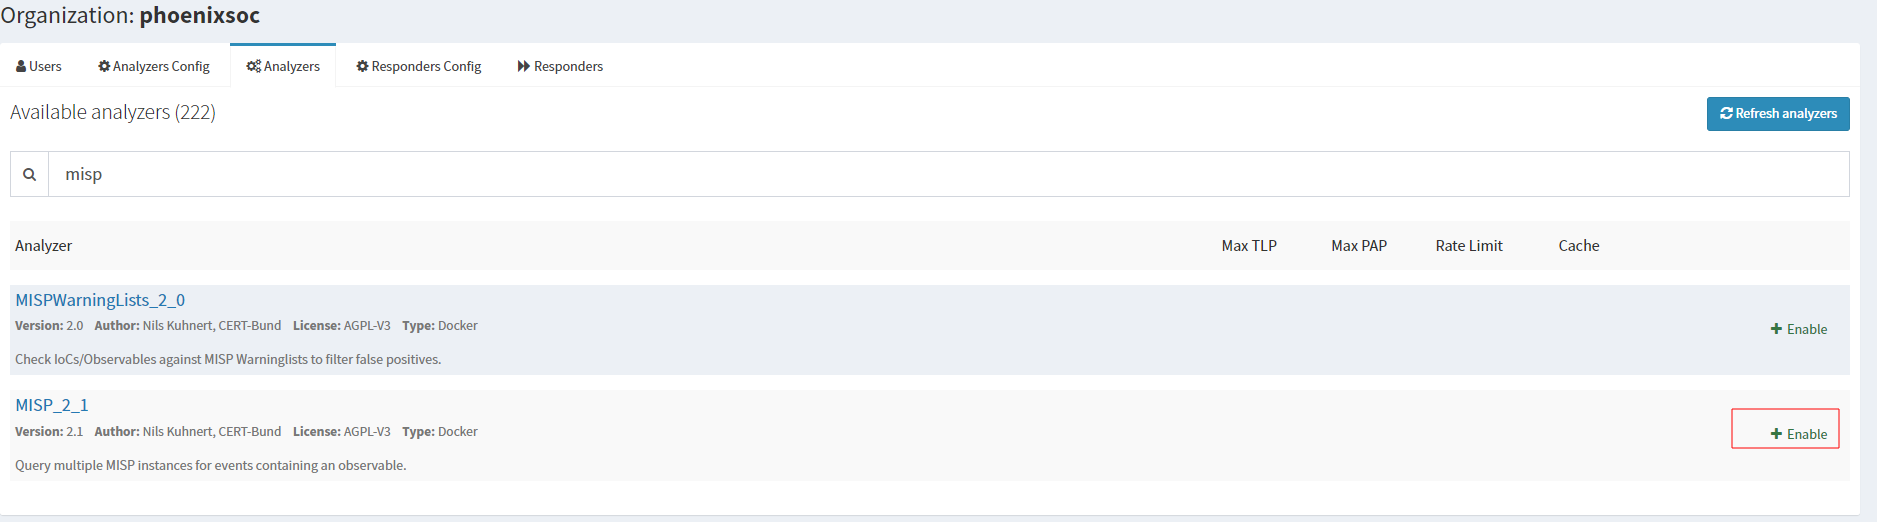 Organization: phoenixsoc
Users Analyzers Config Analyzers Responders Config Responders
Available analyzers (222) Refresh analyzers
misp
Analyzer Max TLP Max PAP Rate Limit Cache
MISPWarningLists_2_0
Version: 2.0 Author: Nils Kuhnert, CERT-Bund License: AGPL-V3 Type: Docker
Enable
Check IoCs/Observables against MISP Warninglists to filter false positives.
MISP_2_1
Version: 2.1 Author: Nils Kuhnert, CERT-Bund License: AGPL-V3 Type: Docker
Enable
Query multiple MISP instances for events containing an observable.